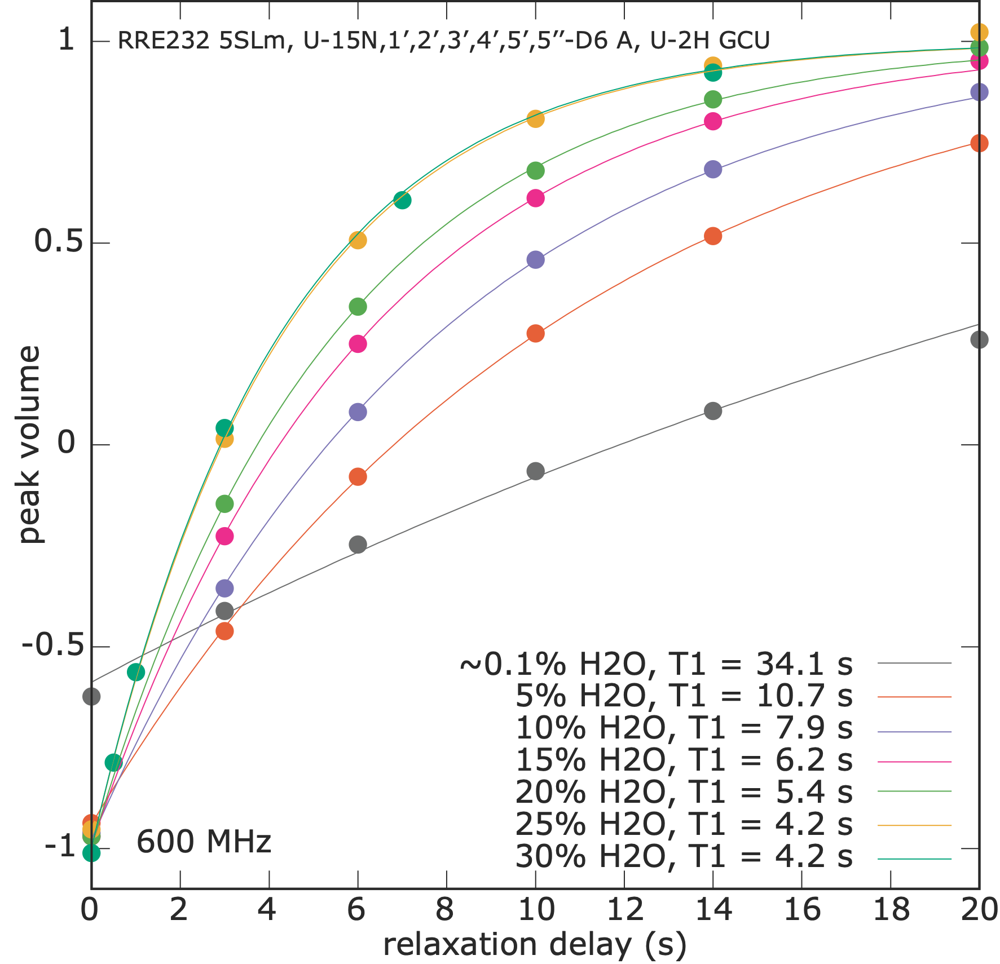 1
RRE232 5SLm, U-15N,1′,2′,3′,4′,5′,5′′-D6 A, U-2H GCU
0.5
0
-0.5
-1
peak volume
~0.1% H2O, T1 = 34.1 s
5% H2O, T1 = 10.7 s
10% H2O, T1 = 7.9 s
15% H2O, T1 = 6.2 s
20% H2O, T1 = 5.4 s
25% H2O, T1 = 4.2 s
30% H2O, T1 = 4.2 s
600 MHz
0 2 4 6 8 10 12 14 16 18 20
relaxation delay (s)